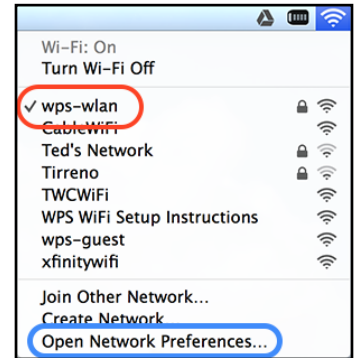 Wi-Fi: On
Turn Wi-Fi Off
✓ wps-wlan
CableWiFi
Ted's Network
Tirreno
TWCWiFi
WPS WiFi Setup Instructions
wps-guest
xfinitywifi
Join Other Network...
Create Network
Open Network Preferences...